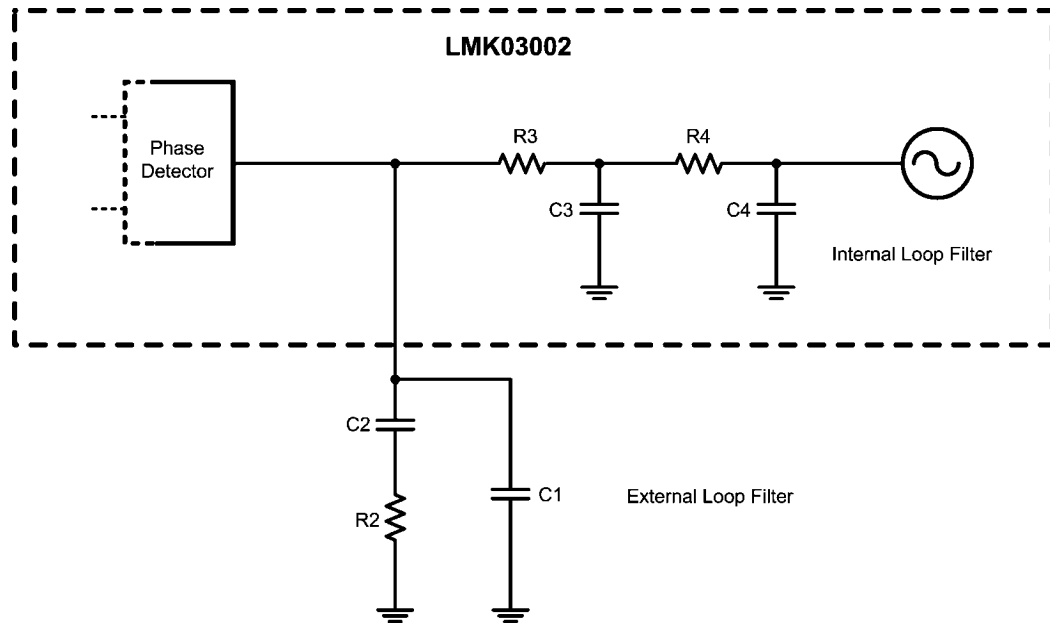 LMK03002
Phase
Detector
R3
R4
C3
C4
Internal Loop Filter
C2
C1
R2
External Loop Filter